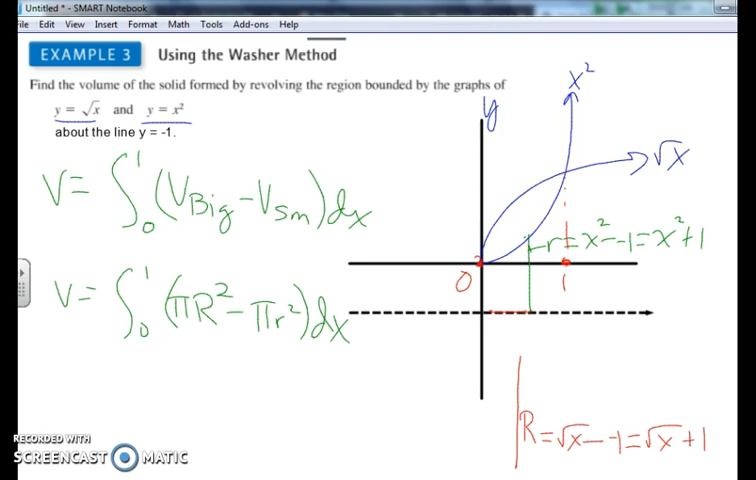 Untitled * - SMART Notebook
File Edit View Insert Format Math Tools Add-ons Help
EXAMPLE 3 Using the Washer Method
Find the volume of the solid formed by revolving the region bounded by the graphs of
y = √x and y = x²
about the line y = -1.
V = ∫₀¹ (V_Big - V_Sm) dx
V = ∫₀¹ (πR² - πr²) dx
y
x²
√x
r = x² - -1 = x² + 1
0
1
R = √x - -1 = √x + 1
RECORDED WITH
SCREENCAST MATIC